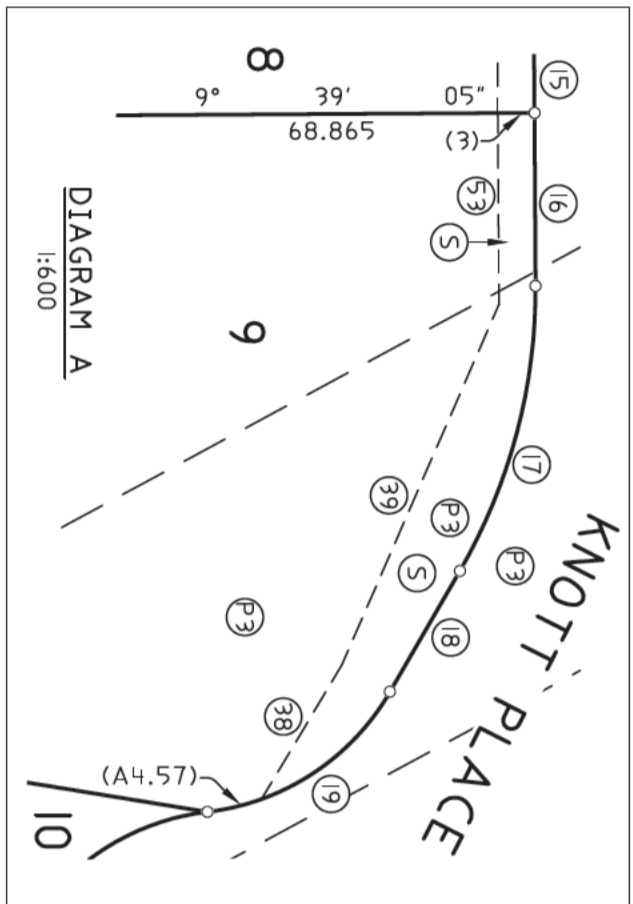 8
9° 39' 05"
68.865
(3)
15
16
53
S
DIAGRAM A
1:600
9
17
39
P3
P3
S
KNOTT PLACE
18
P3
38
(A4.57)
19
10